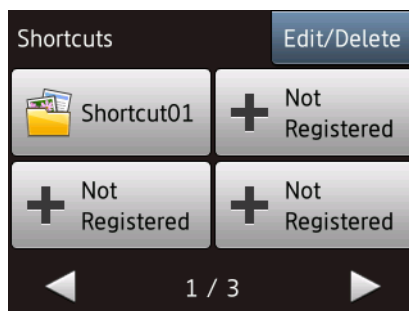 Shortcuts
Edit/Delete
Shortcut01
Not
Registered
Not
Registered
Not
Registered
1 / 3